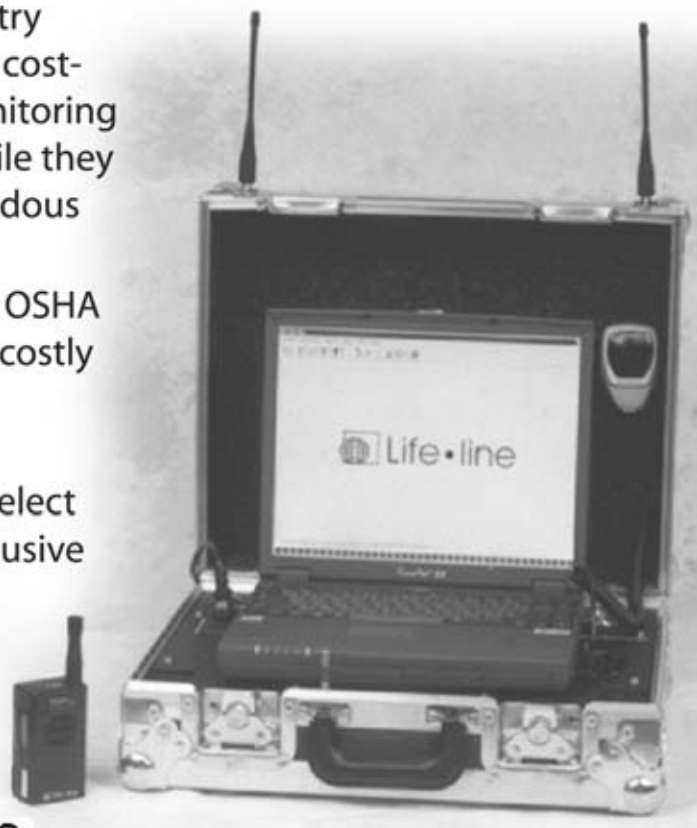 try
cost-
nitoring
ile they
dous
OSHA
costly
elect
usive
Life•line